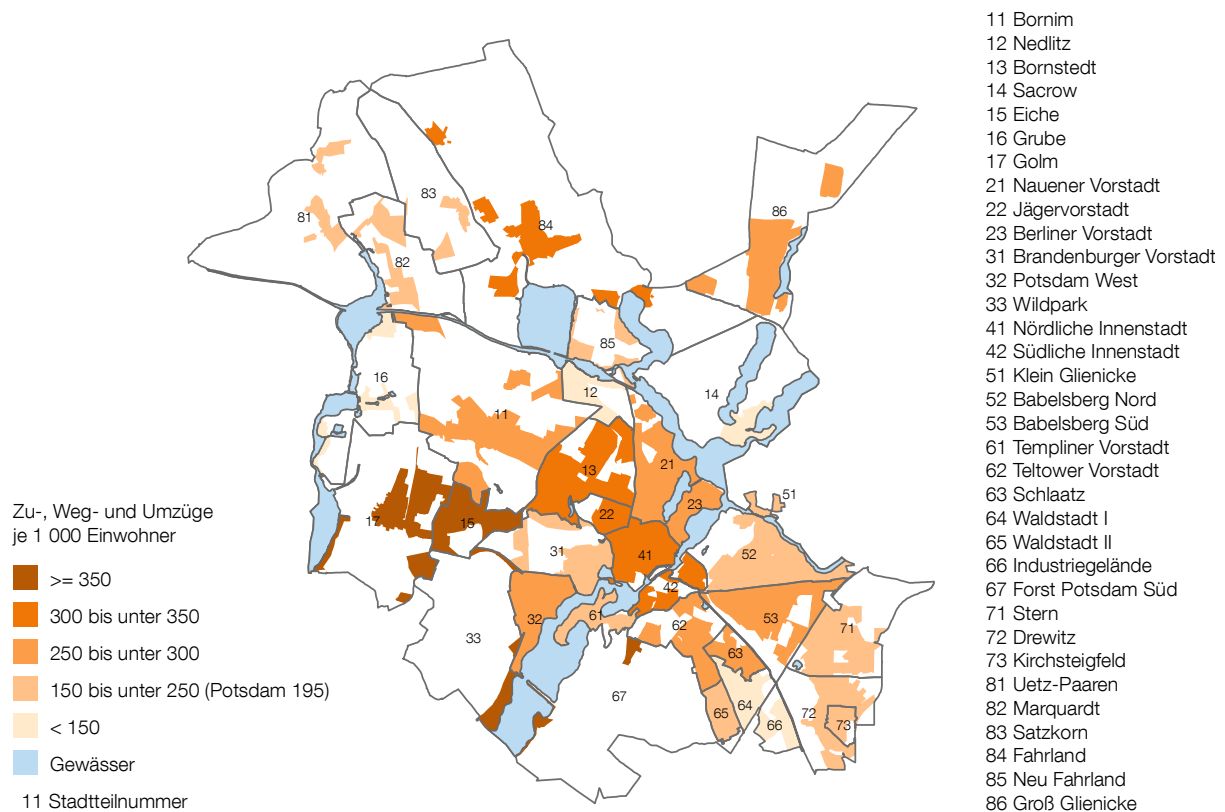 11 Bornim
12 Nedlitz
13 Bornstedt
14 Sacrow
15 Eiche
16 Grube
17 Golm
21 Nauener Vorstadt
22 Jägervorstadt
23 Berliner Vorstadt
31 Brandenburger Vorstadt
32 Potsdam West
33 Wildpark
41 Nördliche Innenstadt
42 Südliche Innenstadt
51 Klein Glienicke
52 Babelsberg Nord
53 Babelsberg Süd
61 Templiner Vorstadt
62 Teltower Vorstadt
63 Schlaatz
64 Waldstadt I
65 Waldstadt II
66 Industriegelände
67 Forst Potsdam Süd
71 Stern
72 Drewitz
73 Kirchsteigfeld
81 Uetz-Paaren
82 Marquardt
83 Satzkorn
84 Fahrland
85 Neu Fahrland
86 Groß Glienicke
Zu-, Weg- und Umzüge
je 1 000 Einwohner
>= 350
300 bis unter 350
250 bis unter 300
150 bis unter 250 (Potsdam 195)
< 150
Gewässer
11 Stadtteilnummer
83
86
81
84
82
85
16
12
14
11
13
21
51
17
15
22
23
31
41
52
42
32
61
62
53
71
33
63
67
65
64
66
72
73